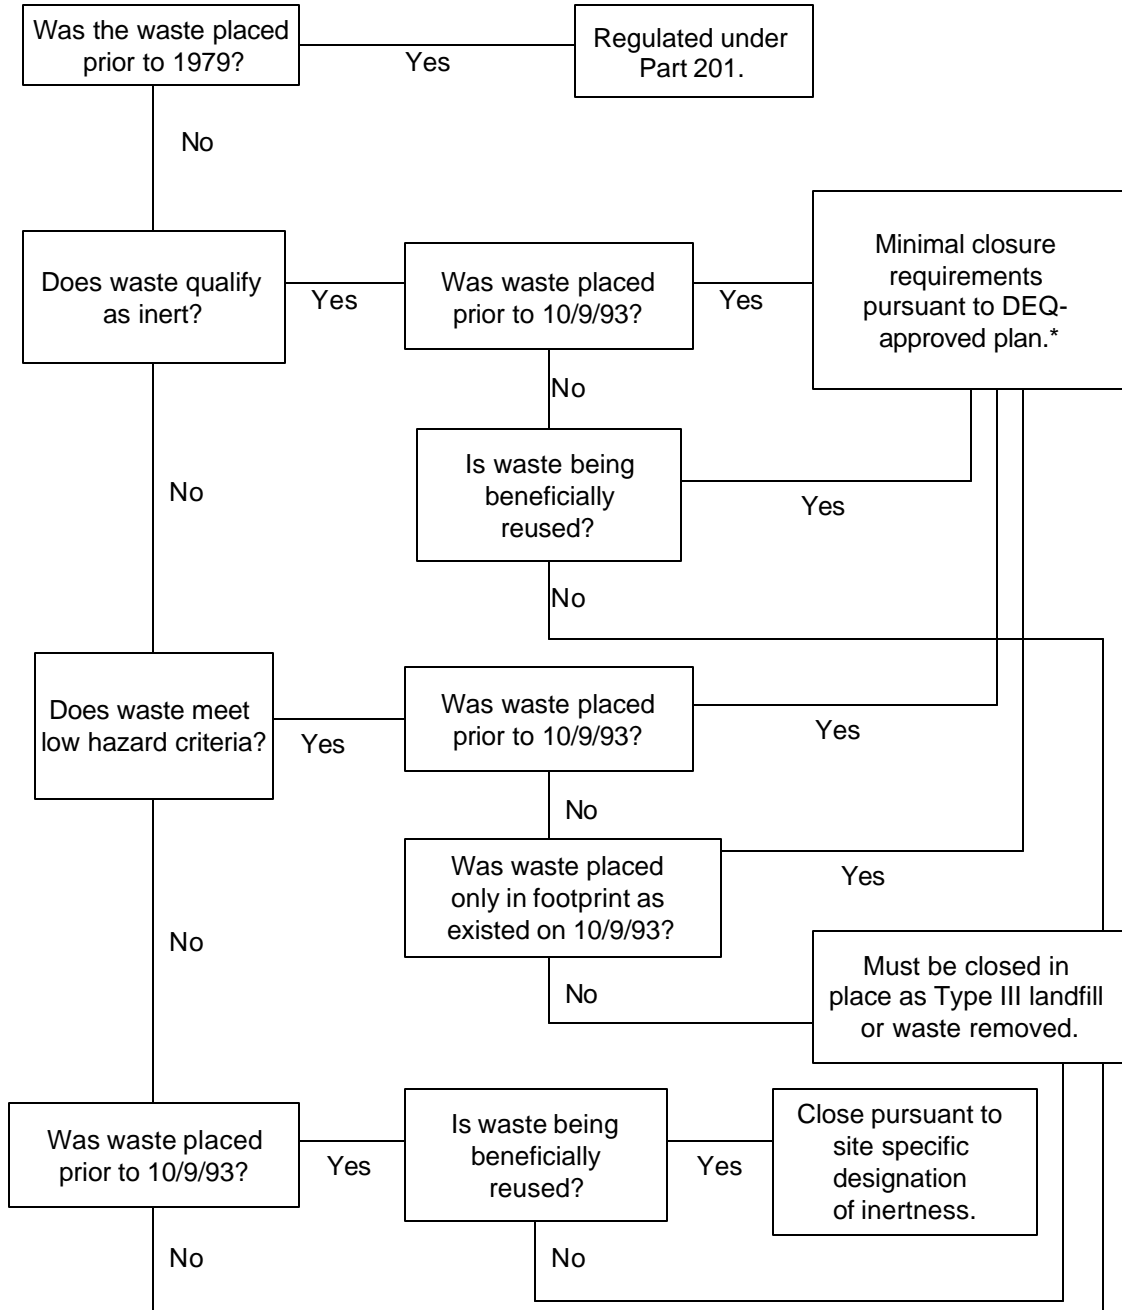 Was the waste placed
prior to 1979?
Yes
Regulated under
Part 201.
No
Does waste qualify
as inert?
Yes
Was waste placed
prior to 10/9/93?
Yes
Minimal closure
requirements
pursuant to DEQ-
approved plan.*
No
Is waste being
beneficially
reused?
Yes
No
No
Does waste meet
low hazard criteria?
Yes
Was waste placed
prior to 10/9/93?
Yes
No
Was waste placed
only in footprint as
existed on 10/9/93?
Yes
No
No
Must be closed in
place as Type III landfill
or waste removed.
Was waste placed
prior to 10/9/93?
Yes
Is waste being
beneficially
reused?
Yes
Close pursuant to
site specific
designation
of inertness.
No
No